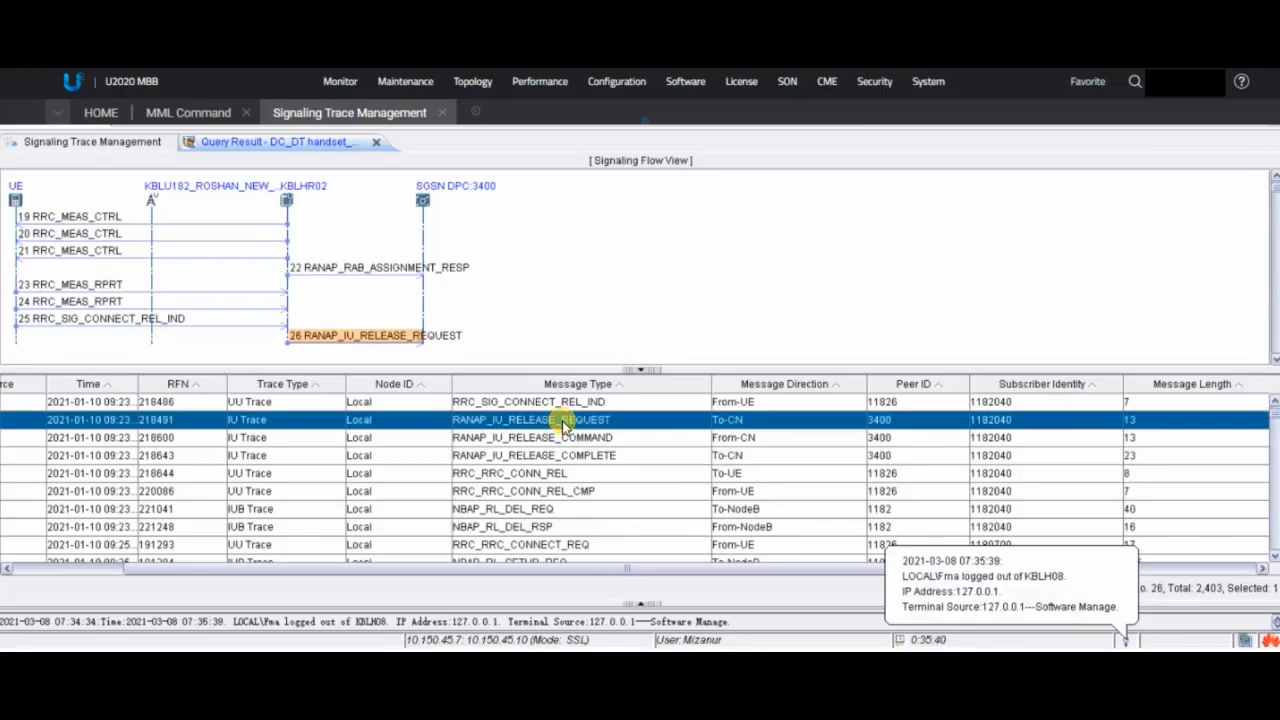 U2020 MBB Monitor Maintenance Topology Performance Configuration Software License SON CME Security System Favorite
HOME MML Command Signaling Trace Management
Signaling Trace Management Query Result - DC_DT handset_...
[ Signaling Flow View ]
UE KBLU182_ROSHAN_NEW_... KBLHR02 SGSN DPC:3400
19 RRC_MEAS_CTRL
20 RRC_MEAS_CTRL
21 RRC_MEAS_CTRL
22 RANAP_RAB_ASSIGNMENT_RESP
23 RRC_MEAS_RPRT
24 RRC_MEAS_RPRT
25 RRC_SIG_CONNECT_REL_IND
26 RANAP_IU_RELEASE_REQUEST
rce Time RFN Trace Type Node ID Message Type Message Direction Peer ID Subscriber Identity Message Length
2021-01-10 09:23... 218486 UU Trace Local RRC_SIG_CONNECT_REL_IND From-UE 11826 1182040 7
2021-01-10 09:23... 218491 IU Trace Local RANAP_IU_RELEASE_REQUEST To-CN 3400 1182040 13
2021-01-10 09:23... 218600 IU Trace Local RANAP_IU_RELEASE_COMMAND From-CN 3400 1182040 13
2021-01-10 09:23... 218643 IU Trace Local RANAP_IU_RELEASE_COMPLETE To-CN 3400 1182040 23
2021-01-10 09:23... 218644 UU Trace Local RRC_RRC_CONN_REL To-UE 11826 1182040 8
2021-01-10 09:23... 220086 UU Trace Local RRC_RRC_CONN_REL_CMP From-UE 11826 1182040 7
2021-01-10 09:23... 221041 IUB Trace Local NBAP_RL_DEL_REQ To-NodeB 1182 1182040 40
2021-01-10 09:23... 221248 IUB Trace Local NBAP_RL_DEL_RSP From-NodeB 1182 1182040 16
2021-01-10 09:25... 191293 UU Trace Local RRC_RRC_CONNECT_REQ From-UE
2021-03-08 07:35:39:
LOCAL\Fma logged out of KBLH08.
IP Address:127.0.0.1.
Terminal Source:127.0.0.1---Software Manage.
o. 26, Total: 2,403, Selected: 1
2021-03-08 07:34:34:Time:2021-03-08 07:35:39. LOCAL\Fma logged out of KBLH08. IP Address:127.0.0.1. Terminal Source:127.0.0.1---Software Manage.
10.150.45.7: 10.150.45.10 (Mode: SSL) User: Mizanur 0:35:40